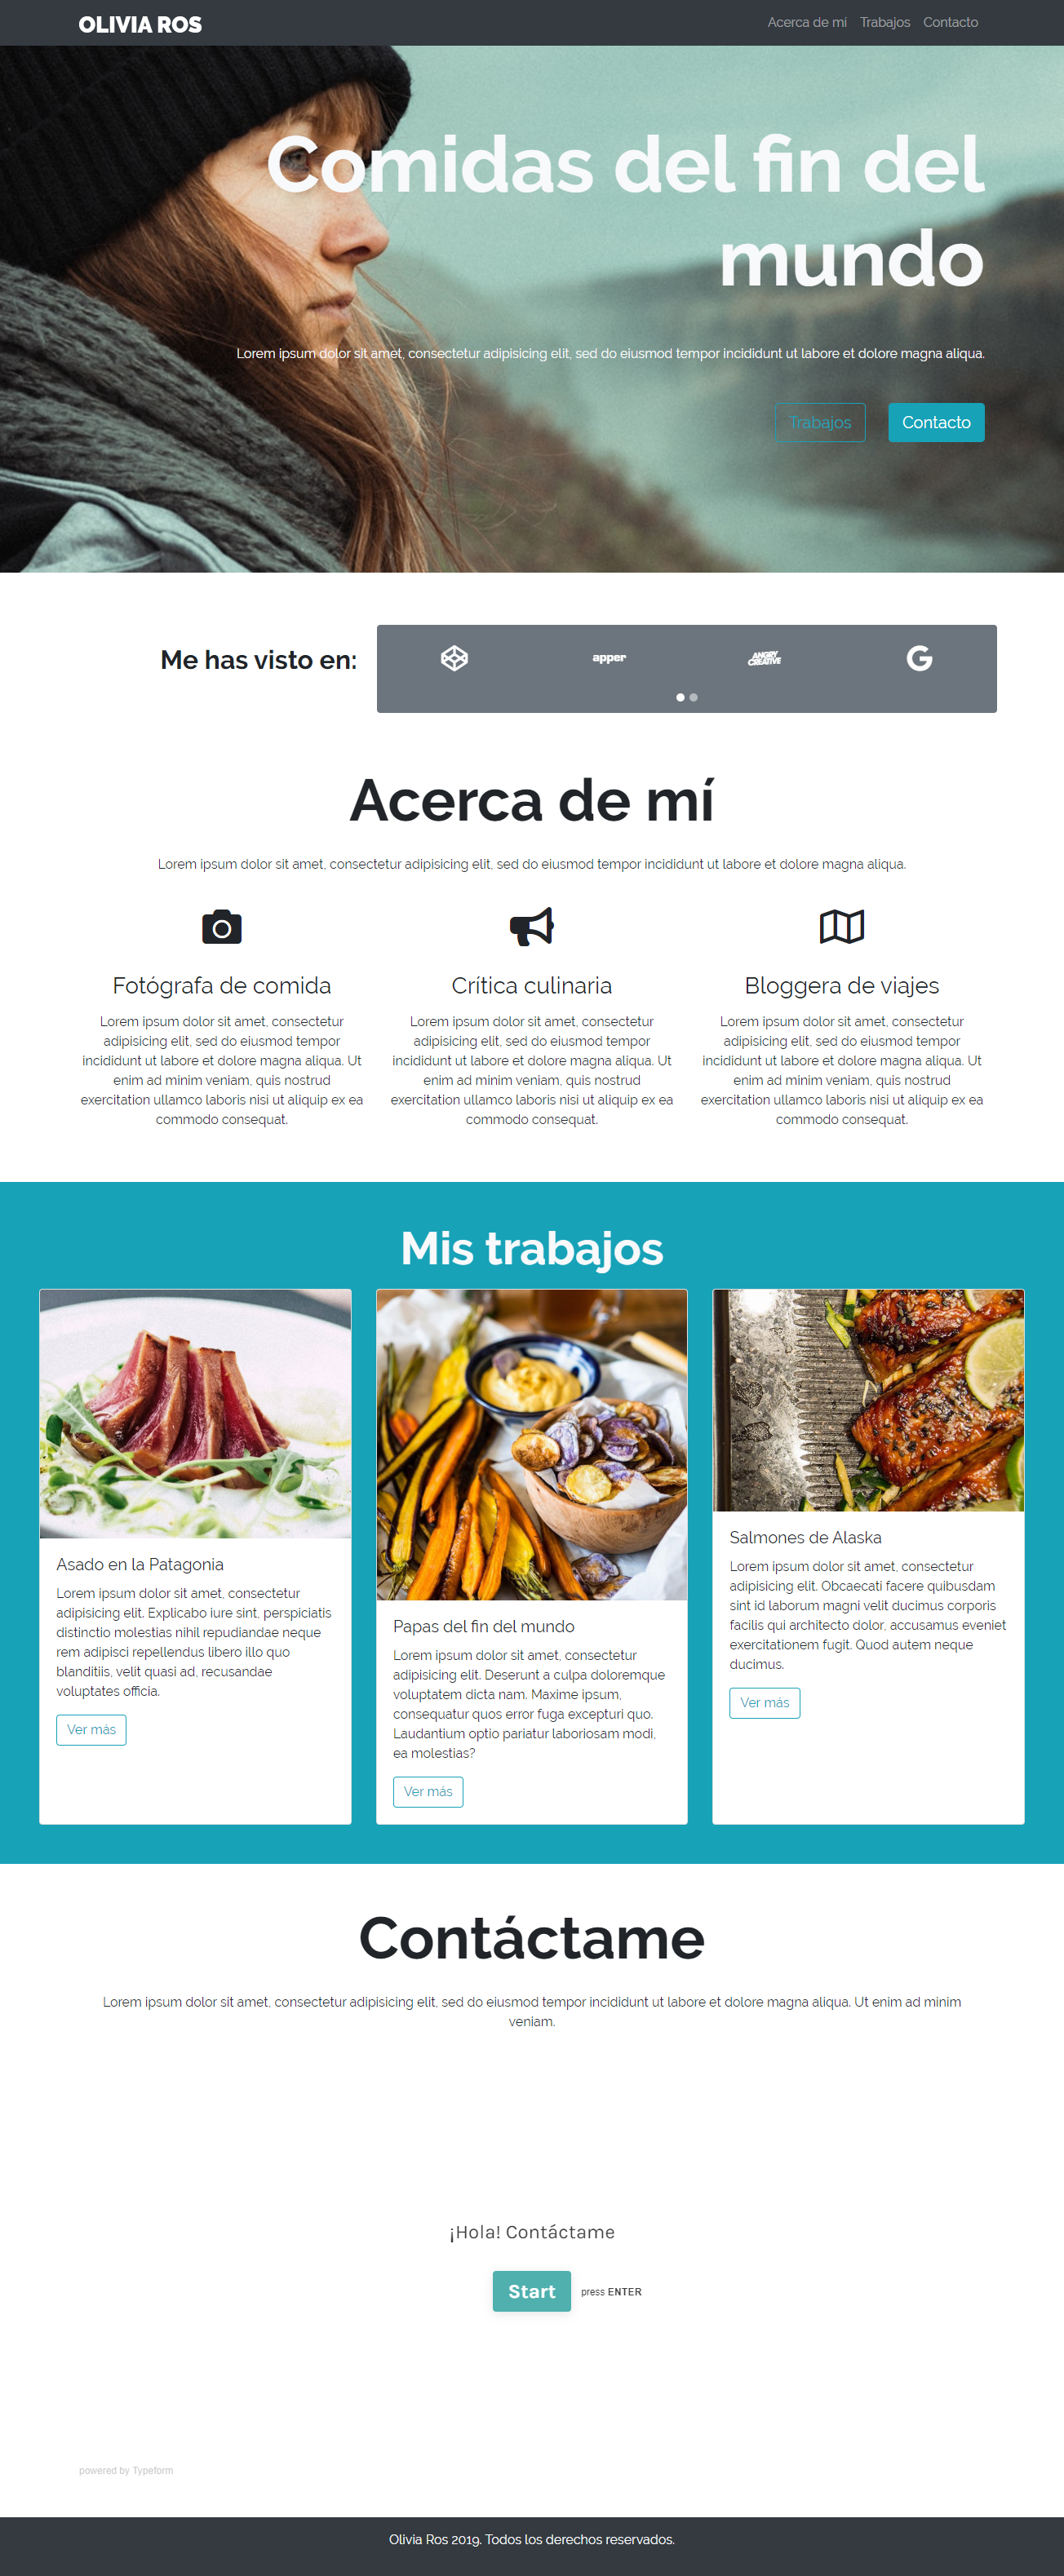 OLIVIA ROS
Acerca de mí Trabajos Contacto
Comidas del fin del
mundo
Lorem ipsum dolor sit amet, consectetur adipisicing elit, sed do eiusmod tempor incididunt ut labore et dolore magna aliqua.
Trabajos Contacto
Me has visto en:
apper
ANGRY
CREATIVE
G
Acerca de mí
Lorem ipsum dolor sit amet, consectetur adipisicing elit, sed do eiusmod tempor incididunt ut labore et dolore magna aliqua.
Fotógrafa de comida
Lorem ipsum dolor sit amet, consectetur
adipisicing elit, sed do eiusmod tempor
incididunt ut labore et dolore magna aliqua. Ut
enim ad minim veniam, quis nostrud
exercitation ullamco laboris nisi ut aliquip ex ea
commodo consequat.
Crítica culinaria
Lorem ipsum dolor sit amet, consectetur
adipisicing elit, sed do eiusmod tempor
incididunt ut labore et dolore magna aliqua. Ut
enim ad minim veniam, quis nostrud
exercitation ullamco laboris nisi ut aliquip ex ea
commodo consequat.
Bloggera de viajes
Lorem ipsum dolor sit amet, consectetur
adipisicing elit, sed do eiusmod tempor
incididunt ut labore et dolore magna aliqua. Ut
enim ad minim veniam, quis nostrud
exercitation ullamco laboris nisi ut aliquip ex ea
commodo consequat.
Mis trabajos
Asado en la Patagonia
Lorem ipsum dolor sit amet, consectetur
adipisicing elit. Explicabo iure sint, perspiciatis
distinctio molestias nihil repudiandae neque
rem adipisci repellendus libero illo quo
blanditiis, velit quasi ad, recusandae
voluptates officia.
Ver más
Papas del fin del mundo
Lorem ipsum dolor sit amet, consectetur
adipisicing elit. Deserunt a culpa doloremque
voluptatem dicta nam. Maxime ipsum,
consequatur quos error fuga excepturi quo.
Laudantium optio pariatur laboriosam modi,
ea molestias?
Ver más
Salmones de Alaska
Lorem ipsum dolor sit amet, consectetur
adipisicing elit. Obcaecati facere quibusdam
sint id laborum magni velit ducimus corporis
facilis qui architecto dolor, accusamus eveniet
exercitationem fugit. Quod autem neque
ducimus.
Ver más
Contáctame
Lorem ipsum dolor sit amet, consectetur adipisicing elit, sed do eiusmod tempor incididunt ut labore et dolore magna aliqua. Ut enim ad minim
veniam.
¡Hola! Contáctame
Start press ENTER
powered by Typeform
Olivia Ros 2019. Todos los derechos reservados.